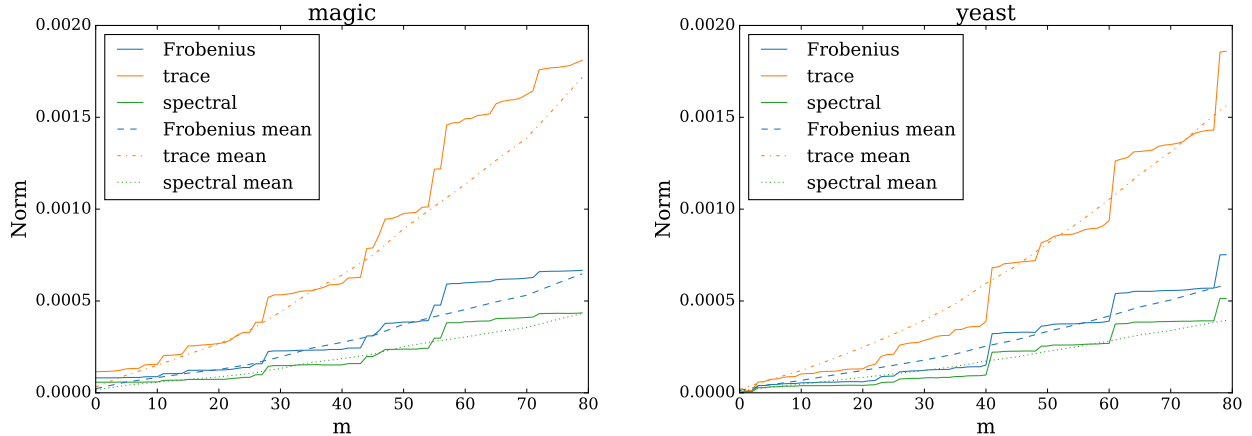 magic
0.0020
0.0015
0.0010
0.0005
0.0000
Norm
Frobenius
trace
spectral
Frobenius mean
trace mean
spectral mean
0 10 20 30 40 50 60 70 80
m
yeast
0.0020
0.0015
0.0010
0.0005
0.0000
Norm
Frobenius
trace
spectral
Frobenius mean
trace mean
spectral mean
0 10 20 30 40 50 60 70 80
m